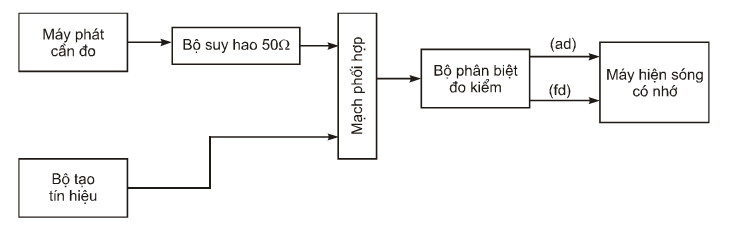 Máy phát
cần đo
Bộ suy hao 50Ω
Mạch phối hợp
Bộ phân biệt
đo kiểm
(ad)
(fd)
Máy hiện sóng
có nhớ
Bộ tạo
tín hiệu